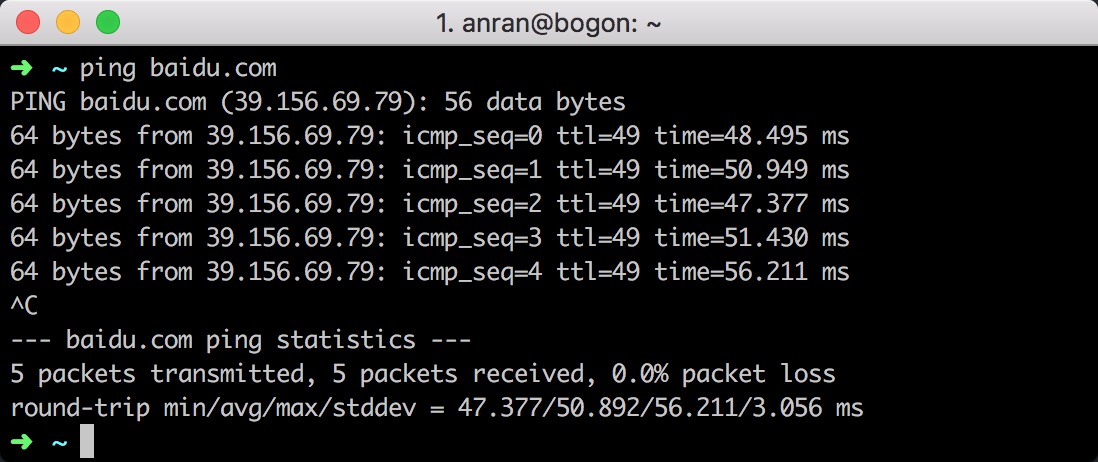 1. anran@bogon: ~
➜ ~ ping baidu.com
PING baidu.com (39.156.69.79): 56 data bytes
64 bytes from 39.156.69.79: icmp_seq=0 ttl=49 time=48.495 ms
64 bytes from 39.156.69.79: icmp_seq=1 ttl=49 time=50.949 ms
64 bytes from 39.156.69.79: icmp_seq=2 ttl=49 time=47.377 ms
64 bytes from 39.156.69.79: icmp_seq=3 ttl=49 time=51.430 ms
64 bytes from 39.156.69.79: icmp_seq=4 ttl=49 time=56.211 ms
^C
--- baidu.com ping statistics ---
5 packets transmitted, 5 packets received, 0.0% packet loss
round-trip min/avg/max/stddev = 47.377/50.892/56.211/3.056 ms
➜ ~